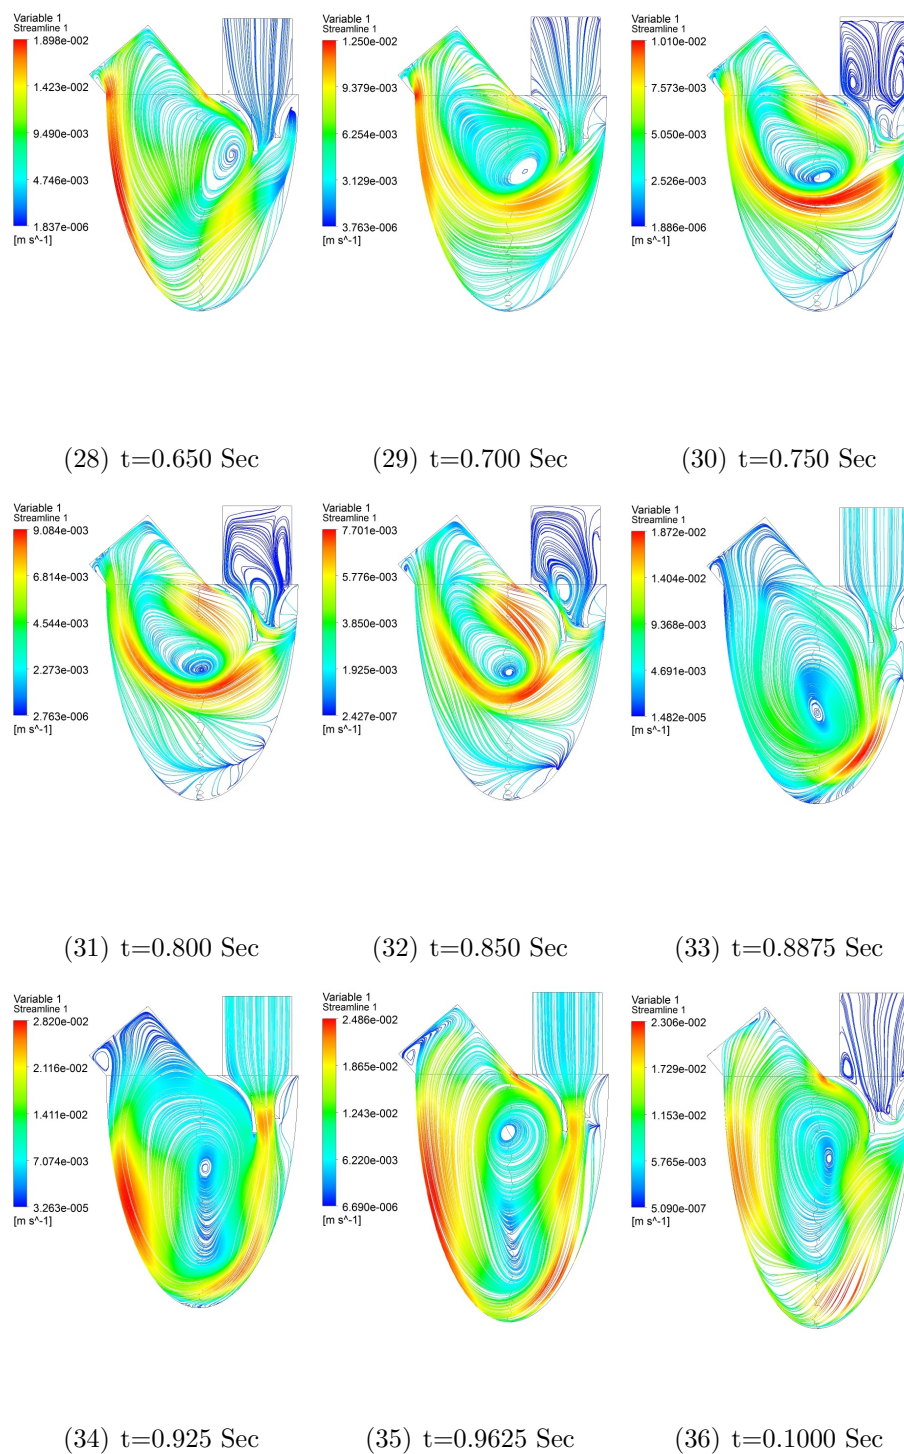 Variable 1
Streamline 1
1.898e-002
1.423e-002
9.490e-003
4.746e-003
1.837e-006
[m s^-1]
Variable 1
Streamline 1
1.250e-002
9.379e-003
6.254e-003
3.129e-003
3.763e-006
[m s^-1]
Variable 1
Streamline 1
1.010e-002
7.573e-003
5.050e-003
2.526e-003
1.886e-006
[m s^-1]
(28) t=0.650 Sec
(29) t=0.700 Sec
(30) t=0.750 Sec
Variable 1
Streamline 1
9.084e-003
6.814e-003
4.544e-003
2.273e-003
2.763e-006
[m s^-1]
Variable 1
Streamline 1
7.701e-003
5.776e-003
3.850e-003
1.925e-003
2.427e-007
[m s^-1]
Variable 1
Streamline 1
1.872e-002
1.404e-002
9.368e-003
4.691e-003
1.482e-005
[m s^-1]
(31) t=0.800 Sec
(32) t=0.850 Sec
(33) t=0.8875 Sec
Variable 1
Streamline 1
2.820e-002
2.116e-002
1.411e-002
7.074e-003
3.263e-005
[m s^-1]
Variable 1
Streamline 1
2.486e-002
1.865e-002
1.243e-002
6.220e-003
6.690e-006
[m s^-1]
Variable 1
Streamline 1
2.306e-002
1.729e-002
1.153e-002
5.765e-003
5.090e-007
[m s^-1]
(34) t=0.925 Sec
(35) t=0.9625 Sec
(36) t=0.1000 Sec